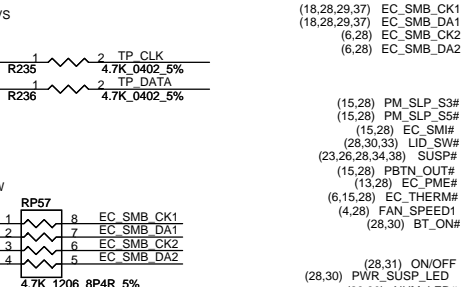 /S
(18,28,29,37) EC_SMB_CK1
(18,28,29,37) EC_SMB_DA1
(6,28) EC_SMB_CK2
(6,28) EC_SMB_DA2
1 2 TP_CLK
R235 4.7K_0402_5%
1 2 TP_DATA
R236 4.7K_0402_5%
(15,28) PM_SLP_S3#
(15,28) PM_SLP_S5#
(15,28) EC_SMI#
(28,30,33) LID_SW#
(23,26,28,34,38) SUSP#
(15,28) PBTN_OUT#
(13,28) EC_PME#
(6,15,28) EC_THERM#
(4,28) FAN_SPEED1
(28,30) BT_ON#
RP57
1 8 EC_SMB_CK1
2 7 EC_SMB_DA1
3 6 EC_SMB_CK2
4 5 EC_SMB_DA2
4.7K_1206_8P4R_5%
(28,31) ON/OFF
(28,30) PWR_SUSP_LED